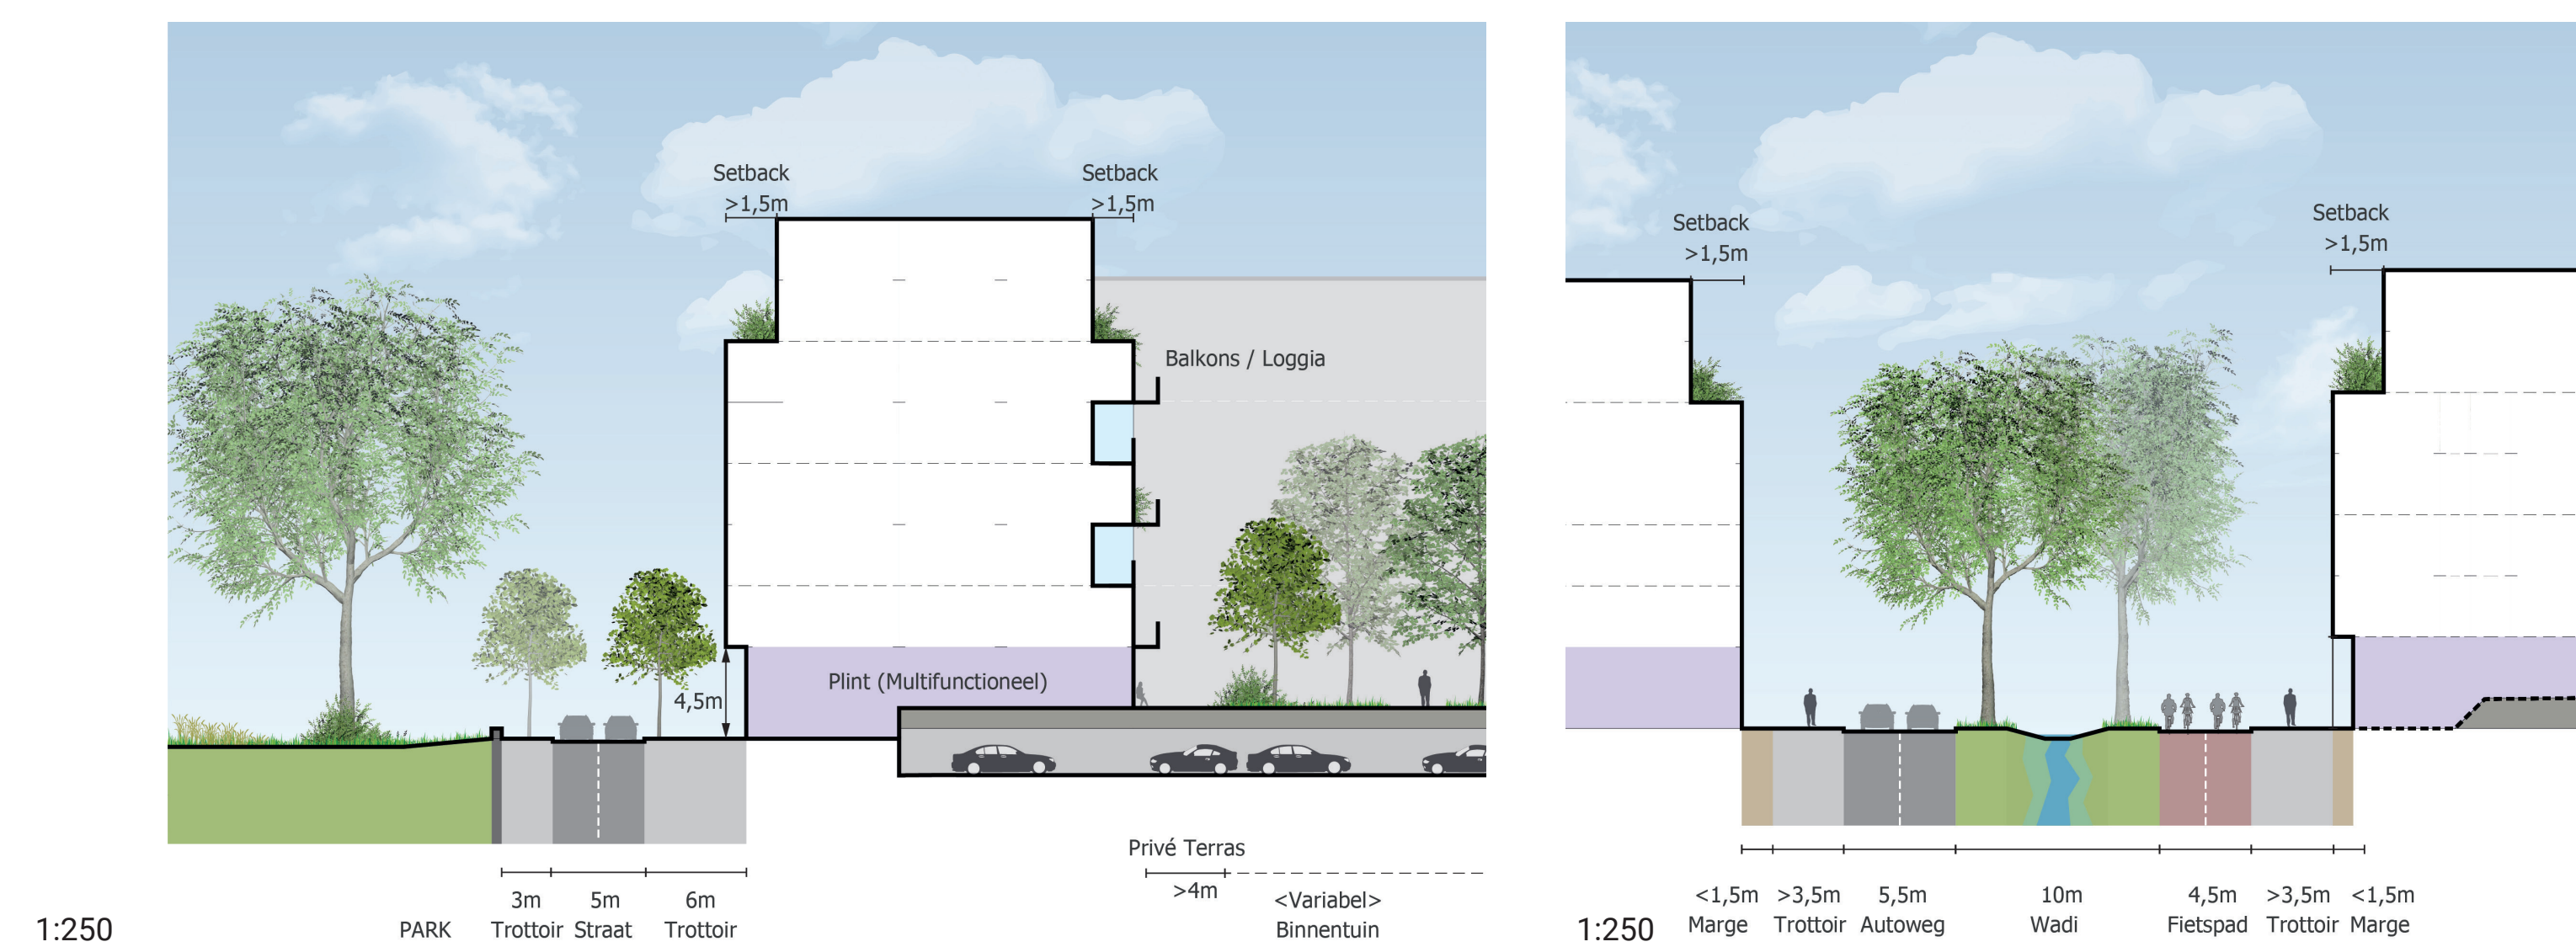 Setback
>1,5m
Setback
>1,5m
Balkons / Loggia
Plint (Multifunctioneel)
4,5m
Privé Terras
>4m
<Variabel>
Binnentuin
3m
5m
6m
PARK
Trottoir
Straat
Trottoir
1:250
Setback
>1,5m
Setback
>1,5m
<1,5m
>3,5m
5,5m
10m
4,5m
>3,5m
<1,5m
Marge
Trottoir
Autoweg
Wadi
Fietspad
Trottoir
Marge
1:250